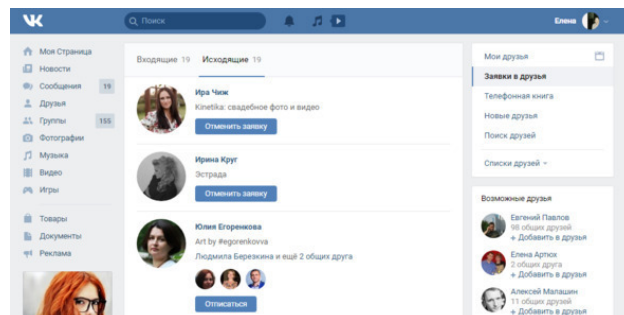 Поиск
Елена
Моя Страница
Новости
Сообщения 19
Друзья
Группы 155
Фотографии
Музыка
Видео
Игры
Товары
Документы
Реклама
Входящие 19 Исходящие 19
Ира Чиж
Kinetika: свадебное фото и видео
Отменить заявку
Ирина Круг
Эстрада
Отменить заявку
Юлия Егоренкова
Art by #egorenkovva
Людмила Березкина и ещё 2 общих друга
Отписаться
Мои друзья
Заявки в друзья
Телефонная книга
Новые друзья
Поиск друзей
Списки друзей
Возможные друзья
Евгений Павлов
98 общих друзей
+ Добавить в друзья
Елена Артюх
2 общих друга
+ Добавить в друзья
Алексей Малашин
11 общих друзей
+ Добавить в друзья